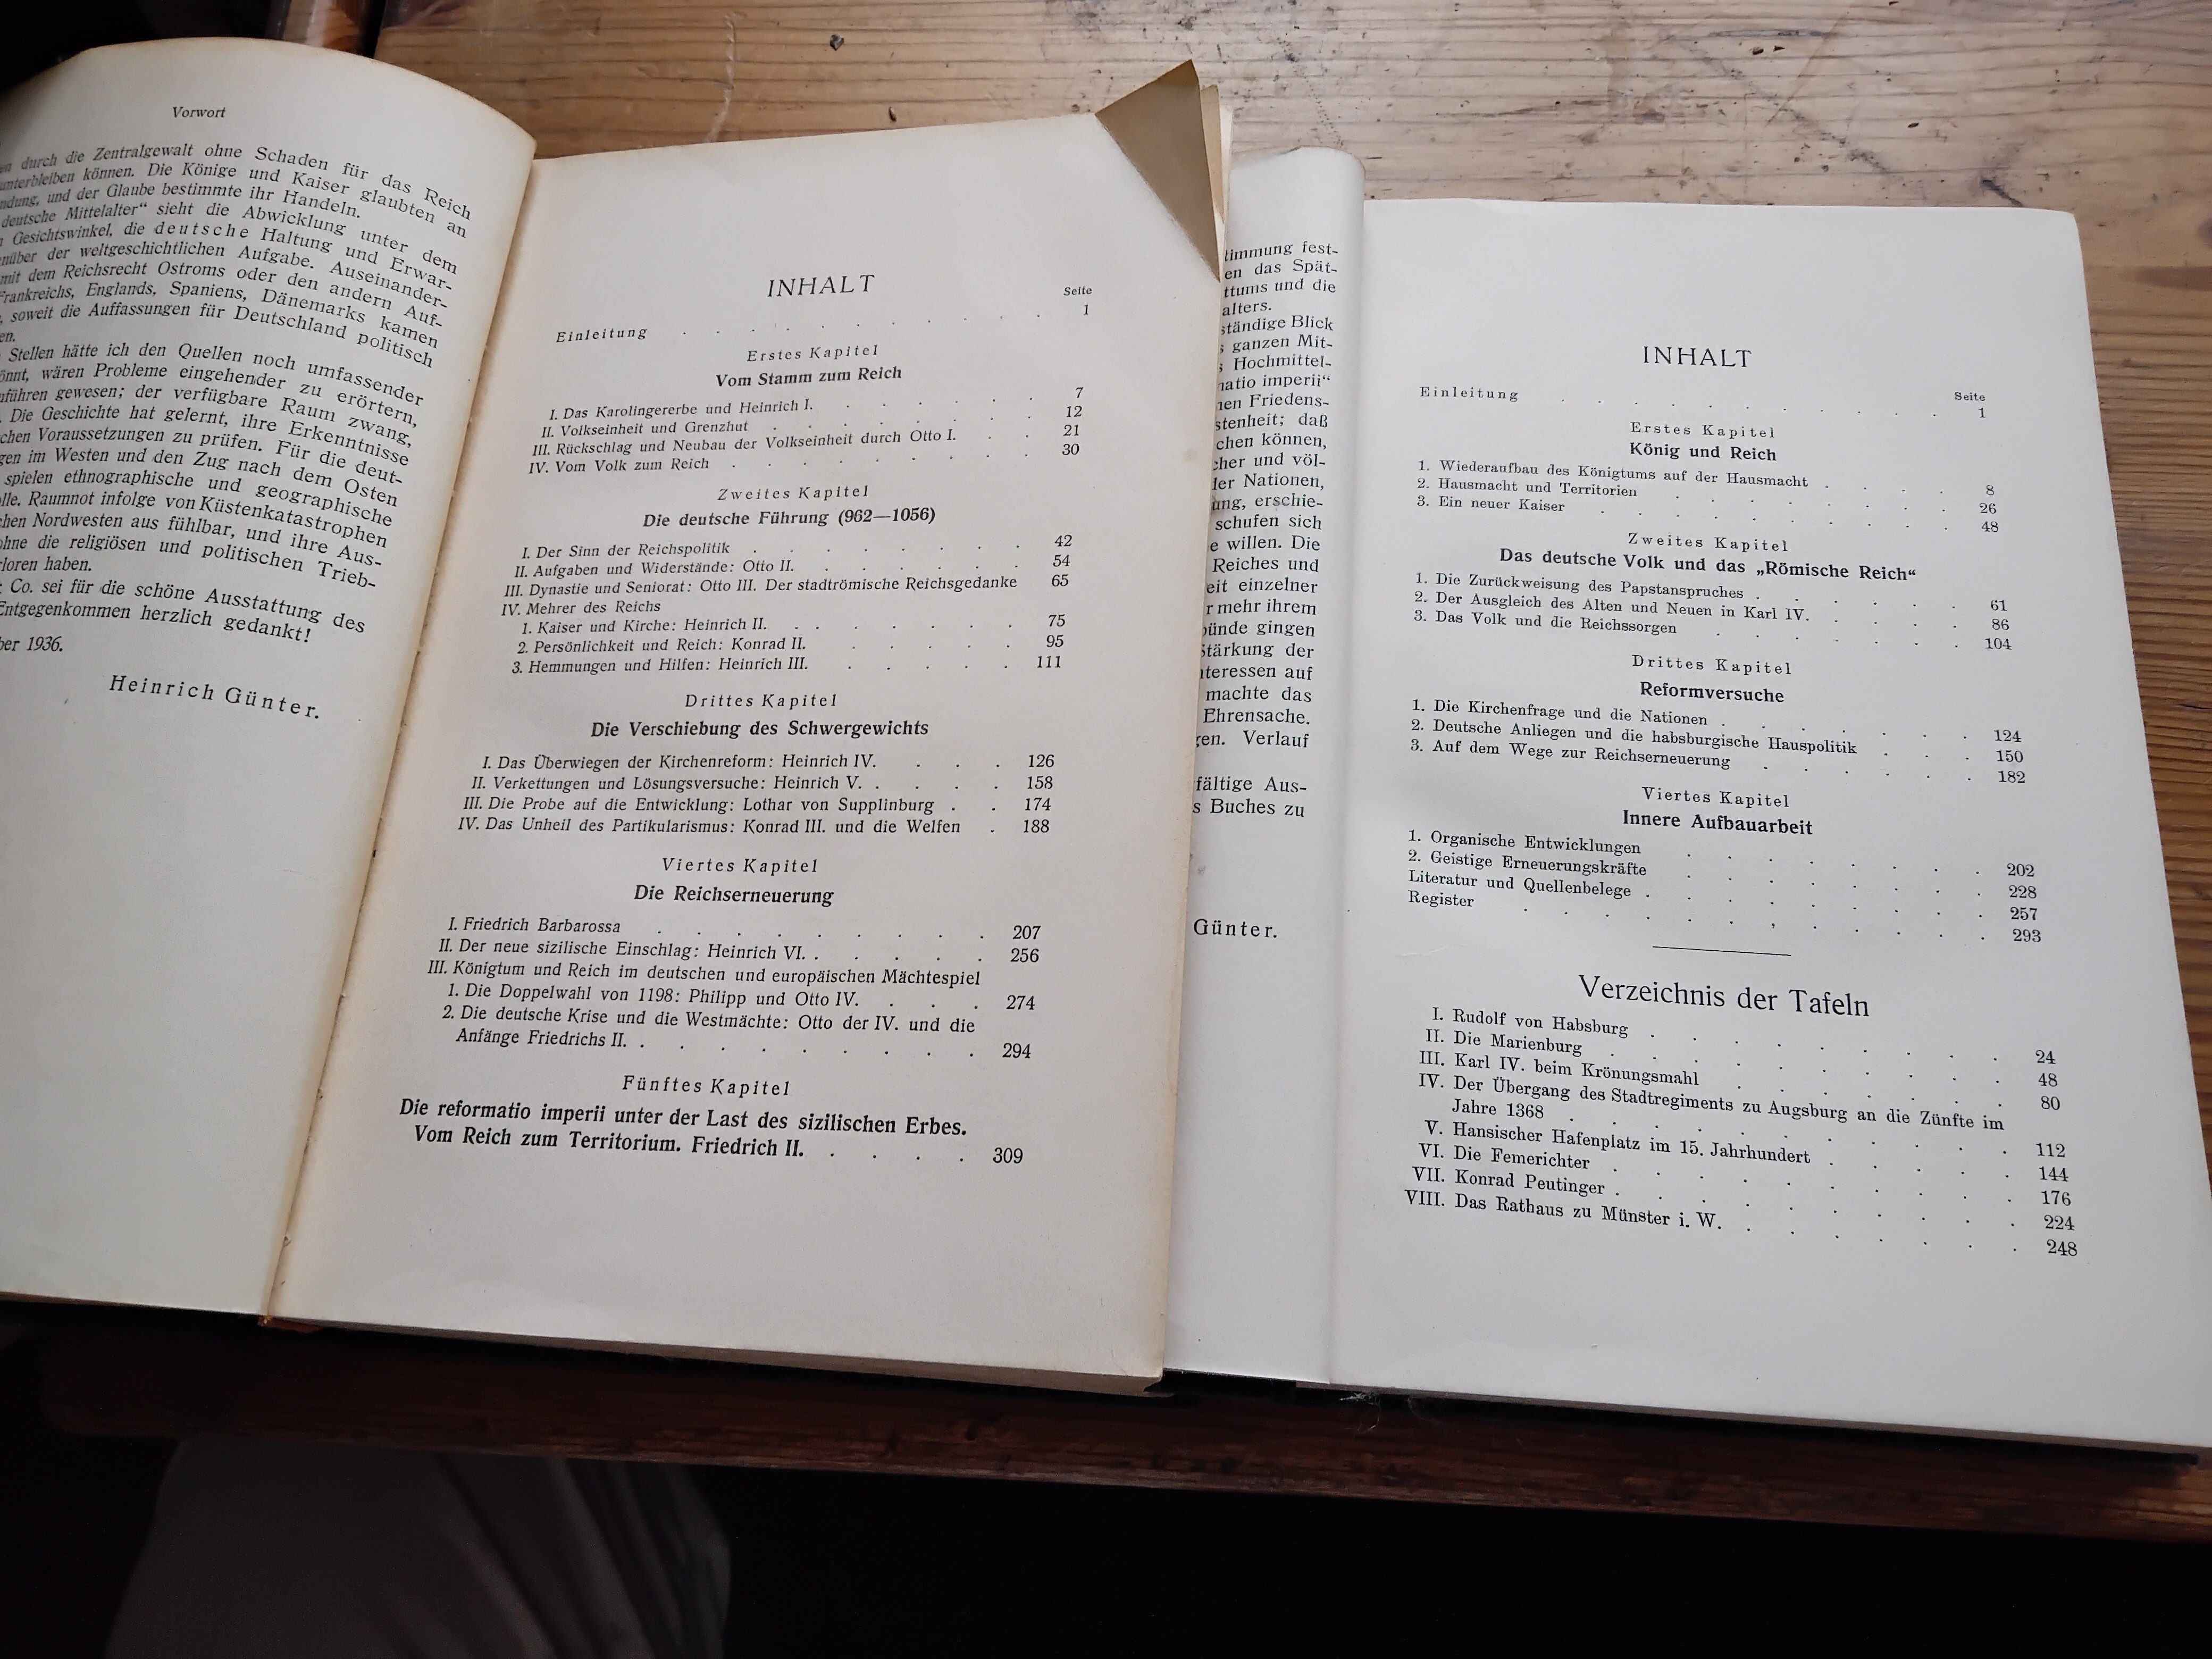 Vorwort
durch die Zentralgewalt ohne Schaden für das Reich
unterbleiben können. Die Könige und Kaiser glaubten an
und der Glaube bestimmte ihr Handeln.
deutsche Mittelalter“ sieht die Abwicklung unter dem
Gesichtswinkel, die deutsche Haltung und Erwar-
der weltgeschichtlichen Aufgabe. Auseinander-
mit dem Reichsrecht Ostroms oder den andern Auf-
Frankreichs, Englands, Spaniens, Dänemarks kamen
soweit die Auffassungen für Deutschland politisch
Stellen hätte ich den Quellen noch umfassender
wären Probleme eingehender zu erörtern,
gewesen; der verfügbare Raum zwang,
Die Geschichte hat gelernt, ihre Erkenntnisse
Voraussetzungen zu prüfen. Für die deut-
im Westen und den Zug nach dem Osten
spielen ethnographische und geographische
Raumnot infolge von Küstenkatastrophen
Nordwesten aus fühlbar, und ihre Aus-
ohne die religiösen und politischen Trieb-
haben.
Co. sei für die schöne Ausstattung des
Entgegenkommen herzlich gedankt!
1936.
Heinrich Günter.
INHALT
Seite
Einleitung . . . . . . . . . . 1
Erstes Kapitel
Vom Stamm zum Reich
I. Das Karolingererbe und Heinrich I. . . . . . 7
II. Volkseinheit und Grenzhut . . . . . . . 12
III. Rückschlag und Neubau der Volkseinheit durch Otto I. . . 21
IV. Vom Volk zum Reich . . . . . . . . 30
Zweites Kapitel
Die deutsche Führung (962—1056)
I. Der Sinn der Reichspolitik . . . . . . . 42
II. Aufgaben und Widerstände: Otto II. . . . . . 54
III. Dynastie und Seniorat: Otto III. Der stadtrömische Reichsgedanke 65
IV. Mehrer des Reichs
1. Kaiser und Kirche: Heinrich II. . . . . . . 75
2. Persönlichkeit und Reich: Konrad II. . . . . . 95
3. Hemmungen und Hilfen: Heinrich III. . . . . . 111
Drittes Kapitel
Die Verschiebung des Schwergewichts
I. Das Überwiegen der Kirchenreform: Heinrich IV. . . . 126
II. Verkettungen und Lösungsversuche: Heinrich V. . . . . 158
III. Die Probe auf die Entwicklung: Lothar von Supplinburg . . 174
IV. Das Unheil des Partikularismus: Konrad III. und die Welfen . 188
Viertes Kapitel
Die Reichserneuerung
I. Friedrich Barbarossa . . . . . . . . 207
II. Der neue sizilische Einschlag: Heinrich VI. . . . . . 256
III. Königtum und Reich im deutschen und europäischen Mächtespiel
1. Die Doppelwahl von 1198: Philipp und Otto IV. . . . 274
2. Die deutsche Krise und die Westmächte: Otto der IV. und die
Anfänge Friedrichs II. . . . . . . . . . 294
Fünftes Kapitel
Die reformatio imperii unter der Last des sizilischen Erbes.
Vom Reich zum Territorium. Friedrich II. . . . . 309
fest-
das Spät-
und die
Blick
ganzen Mit-
Hochmittel-
imperii“
Friedens-
daß
können,
und völ-
Nationen,
erschie-
schufen sich
willen. Die
Reiches und
einzelner
mehr ihrem
gingen
der
auf
machte das
Ehrensache.
Verlauf
Aus-
Buches zu
Günter.
INHALT
Seite
Einleitung . . . . . . . . . . 1
Erstes Kapitel
König und Reich
1. Wiederaufbau des Königtums auf der Hausmacht . . . . 8
2. Hausmacht und Territorien . . . . . . . 26
3. Ein neuer Kaiser . . . . . . . . . 48
Zweites Kapitel
Das deutsche Volk und das „Römische Reich“
1. Die Zurückweisung des Papstanspruches . . . . . . 61
2. Der Ausgleich des Alten und Neuen in Karl IV. . . . . 86
3. Das Volk und die Reichssorgen . . . . . . 104
Drittes Kapitel
Reformversuche
1. Die Kirchenfrage und die Nationen . . . . . . . 124
2. Deutsche Anliegen und die habsburgische Hauspolitik . . . 150
3. Auf dem Wege zur Reichserneuerung . . . . . . 182
Viertes Kapitel
Innere Aufbauarbeit
1. Organische Entwicklungen . . . . . . . . 202
2. Geistige Erneuerungskräfte . . . . . . . . 228
Literatur und Quellenbelege . . . . . . . . . 257
Register . . . . . . . . . . . . 293
Verzeichnis der Tafeln
I. Rudolf von Habsburg . . . . . . . . . 24
II. Die Marienburg . . . . . . . . . . 48
III. Karl IV. beim Krönungsmahl . . . . . . . 80
IV. Der Übergang des Stadtregiments zu Augsburg an die Zünfte im
Jahre 1368 . . . . . . . . . . . 112
V. Hansischer Hafenplatz im 15. Jahrhundert . . . . . 144
VI. Die Femerichter . . . . . . . . . . 176
VII. Konrad Peutinger . . . . . . . . . . 224
VIII. Das Rathaus zu Münster i. W. . . . . . . . 248